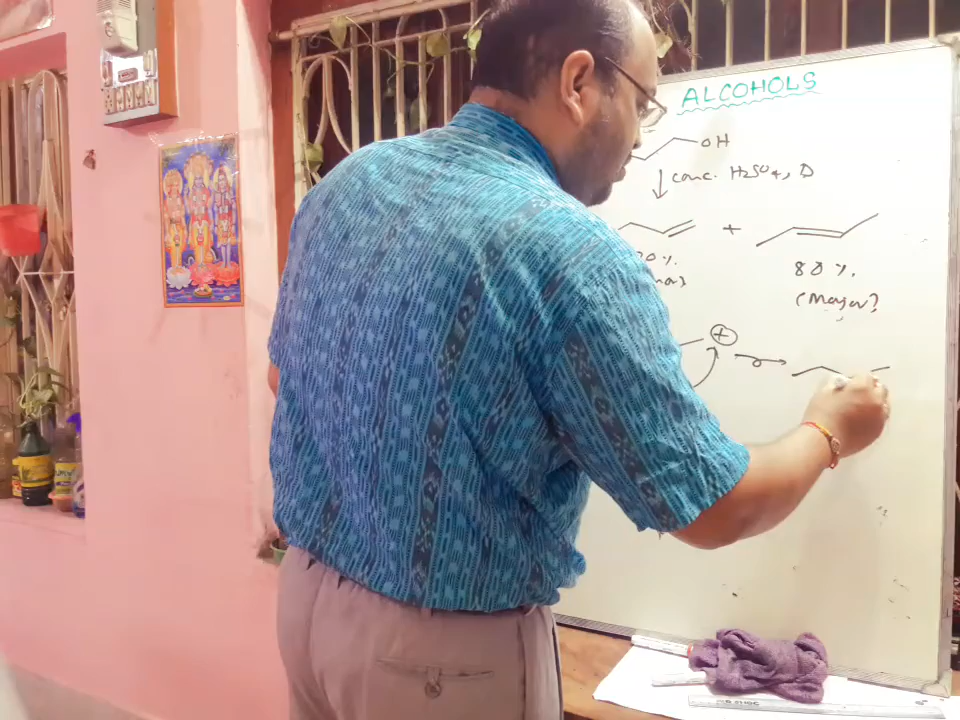 ALCOHOLS
OH
conc. H2SO4, D
+
80 %.
(Major)
+